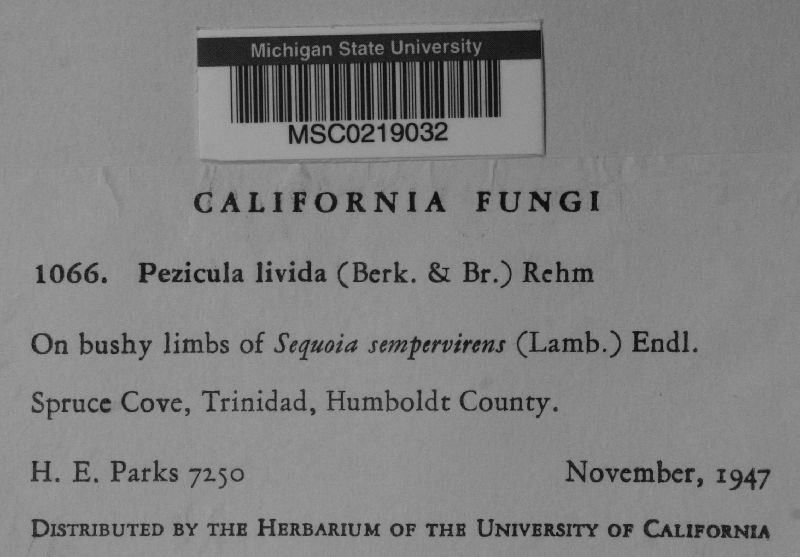 Michigan State University
MSC0219032
CALIFORNIA FUNGI
1066. Pezicula livida (Berk. & Br.) Rehm
On bushy limbs of Sequoia sempervirens (Lamb.) Endl.
Spruce Cove, Trinidad, Humboldt County.
H. E. Parks 7250 November, 1947
DISTRIBUTED BY THE HERBARIUM OF THE UNIVERSITY OF CALIFORNIA